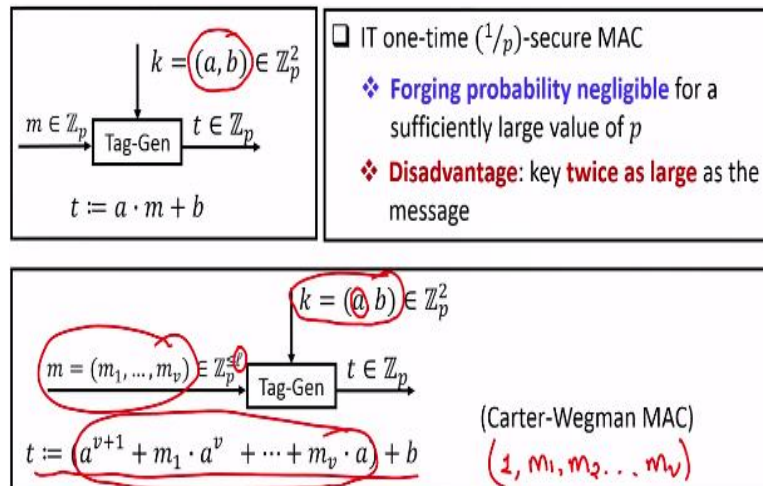 k = (a, b) ∈ ℤ_p^2
m ∈ ℤ_p
Tag-Gen
t ∈ ℤ_p
t := a · m + b
❑ IT one-time (1/p)-secure MAC
❖ Forging probability negligible for a
sufficiently large value of p
❖ Disadvantage: key twice as large as the
message
k = (a, b) ∈ ℤ_p^2
m = (m_1, ..., m_v) ∈ ℤ_p^{≤ℓ}
Tag-Gen
t ∈ ℤ_p
t := (a^{v+1} + m_1 · a^v + ⋯ + m_v · a) + b
(Carter-Wegman MAC)
(1, m_1, m_2 ... m_v)